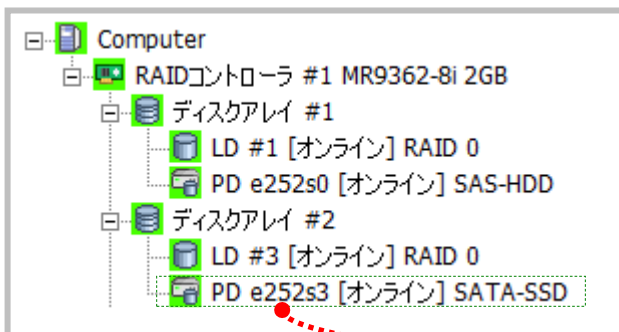 Computer
RAIDコントローラ #1 MR9362-8i 2GB
ディスクアレイ #1
LD #1 [オンライン] RAID 0
PD e252s0 [オンライン] SAS-HDD
ディスクアレイ #2
LD #3 [オンライン] RAID 0
PD e252s3 [オンライン] SATA-SSD